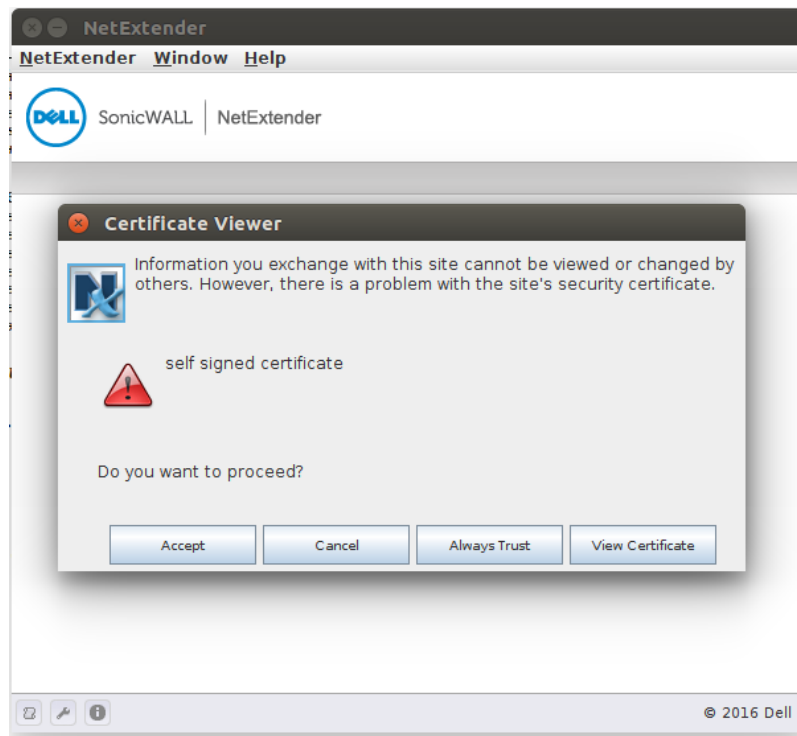 NetExtender
NetExtender Window Help
DELL SonicWALL NetExtender
Certificate Viewer
Information you exchange with this site cannot be viewed or changed by
others. However, there is a problem with the site's security certificate.
self signed certificate
Do you want to proceed?
Accept Cancel Always Trust View Certificate
© 2016 Dell